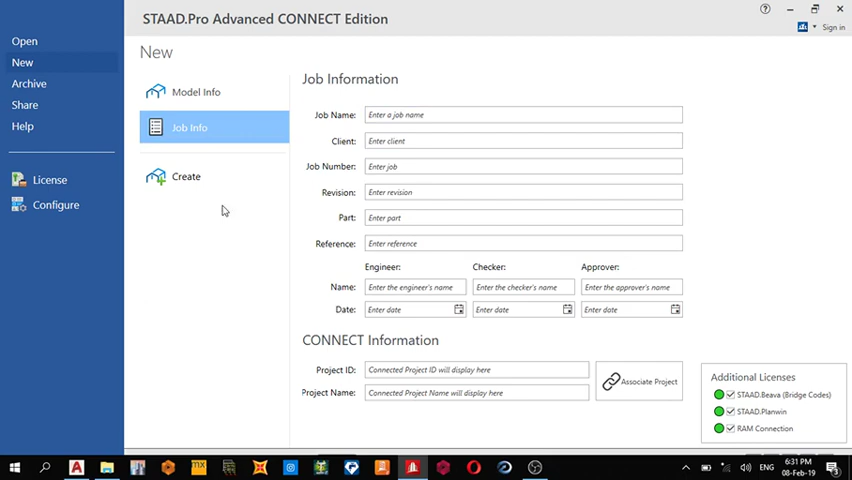 STAAD.Pro Advanced CONNECT Edition
Sign in
Open
New
Archive
Share
Help
License
Configure
New
Model Info
Job Info
Create
Job Information
Job Name: Enter a job name
Client: Enter client
Job Number: Enter job
Revision: Enter revision
Part: Enter part
Reference: Enter reference
Engineer: Checker: Approver:
Name: Enter the engineer's name Enter the checker's name Enter the approver's name
Date: Enter date Enter date Enter date
CONNECT Information
Project ID: Connected Project ID will display here
Project Name: Connected Project Name will display here
Associate Project
Additional Licenses
STAAD.Beava (Bridge Codes)
STAAD.Planwin
RAM Connection
mx
ENG
6:31 PM
08-Feb-19
3